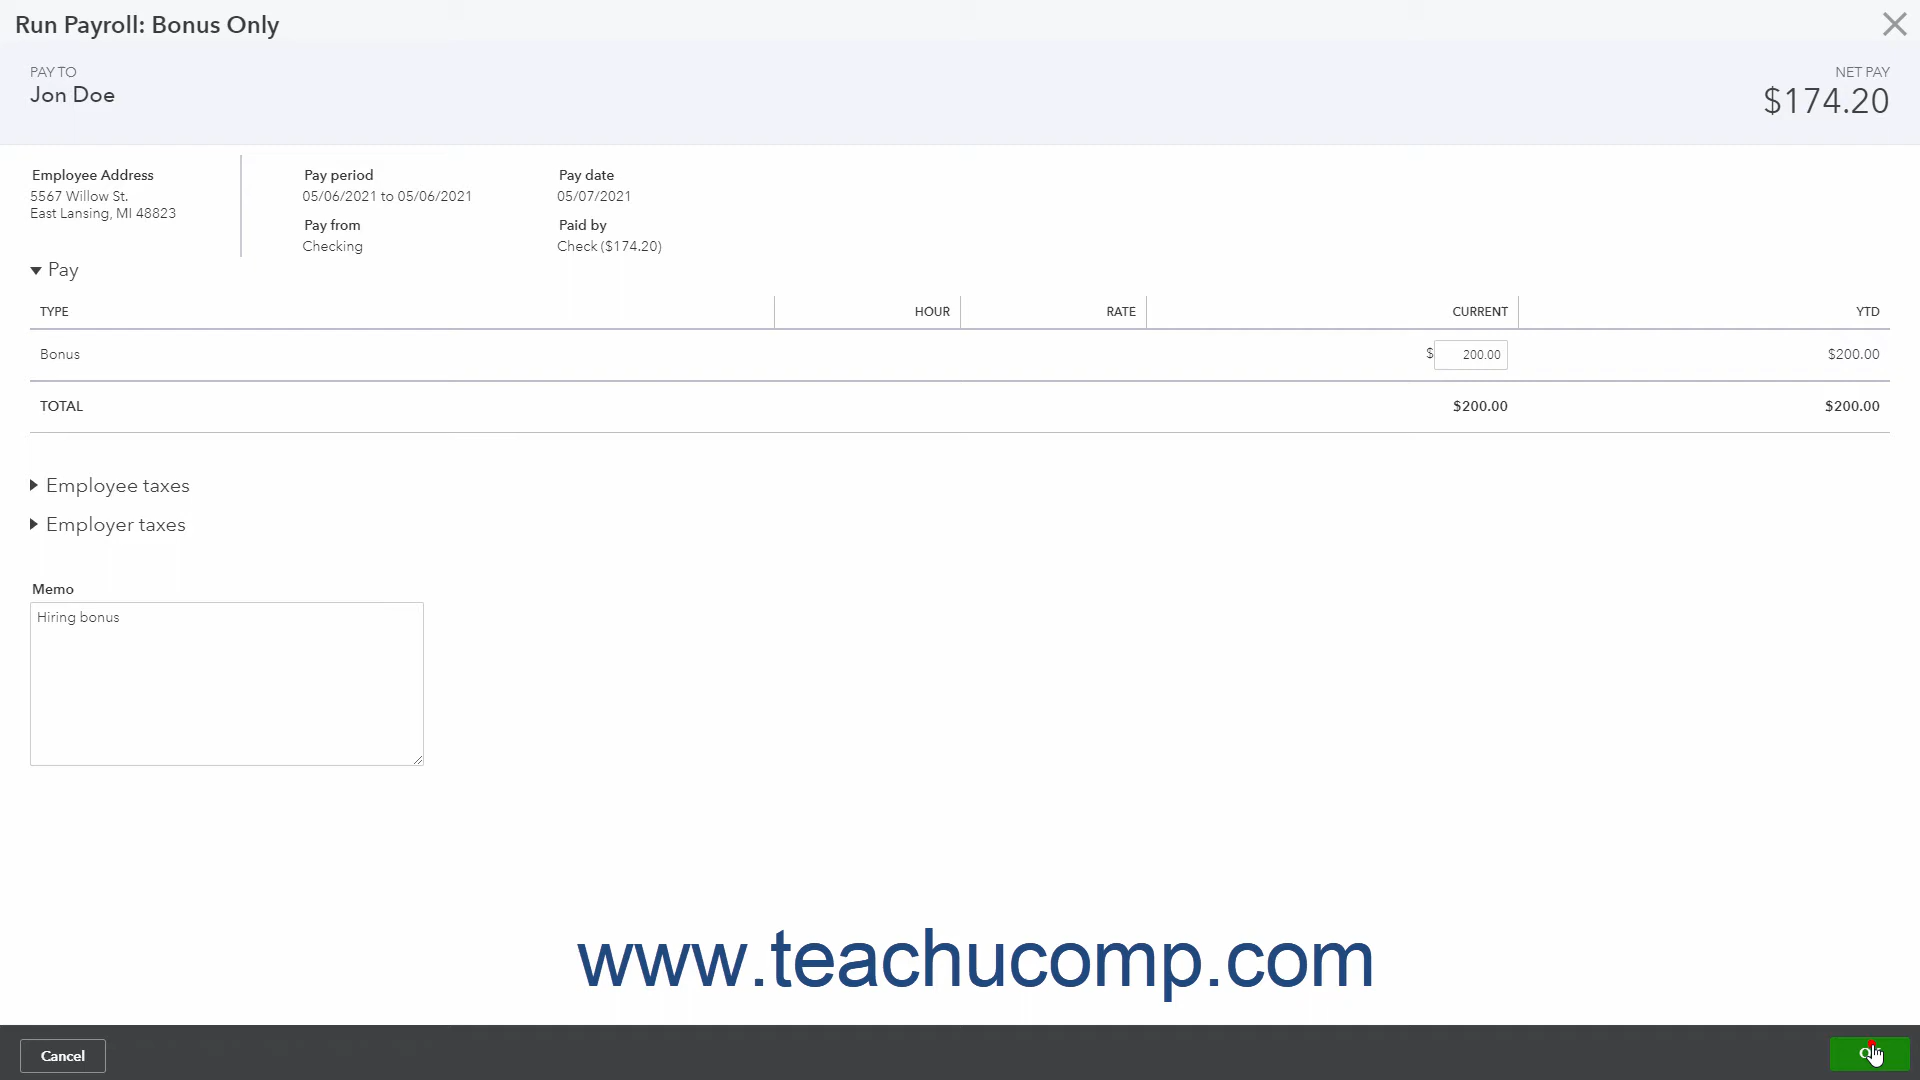 Run Payroll: Bonus Only
PAY TO
Jon Doe
NET PAY
$174.20
Employee Address
5567 Willow St.
East Lansing, MI 48823
Pay period
05/06/2021 to 05/06/2021
Pay date
05/07/2021
Pay from
Checking
Paid by
Check ($174.20)
Pay
TYPE HOUR RATE CURRENT YTD
Bonus $ 200.00 $200.00
TOTAL $200.00 $200.00
Employee taxes
Employer taxes
Memo
Hiring bonus
www.teachucomp.com
Cancel